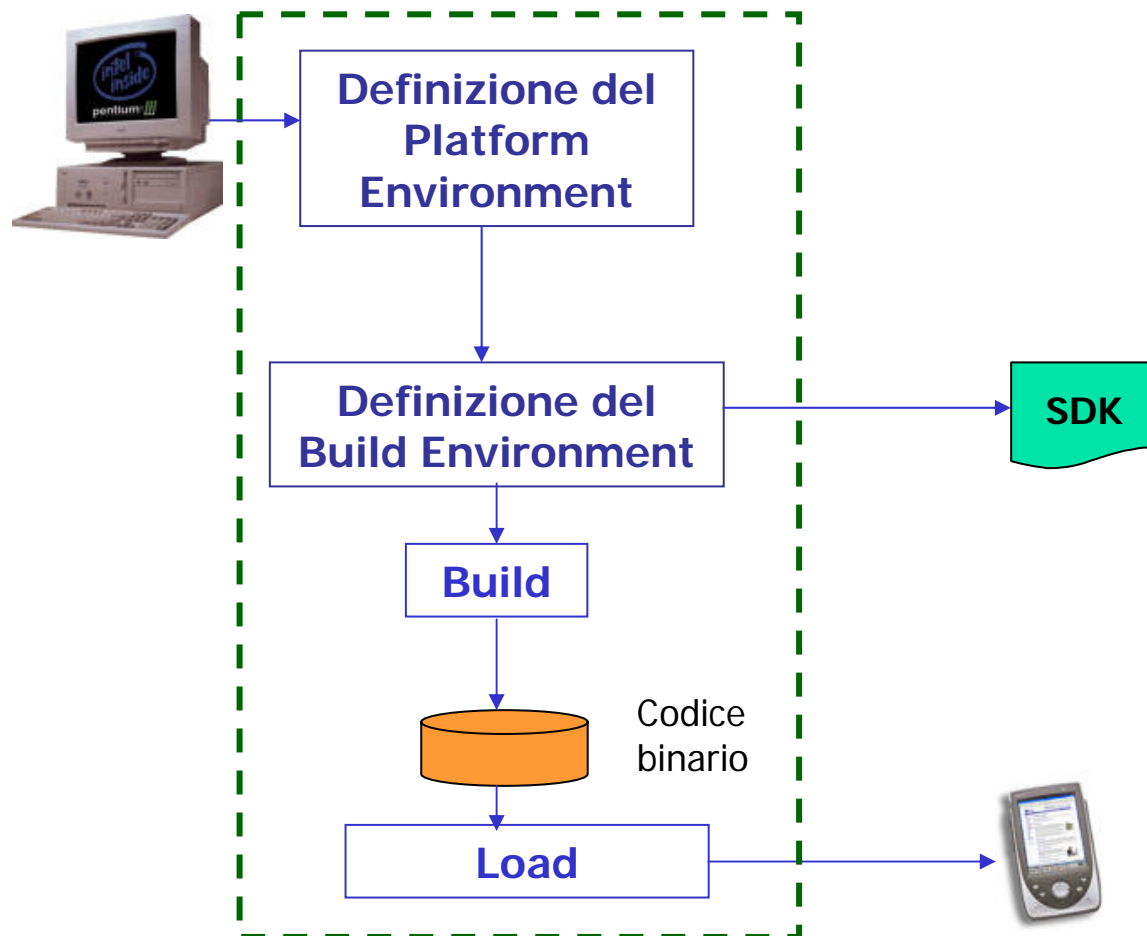 intel
inside
pentium III
Definizione del
Platform
Environment
Definizione del
Build Environment
SDK
Build
Codice
binario
Load